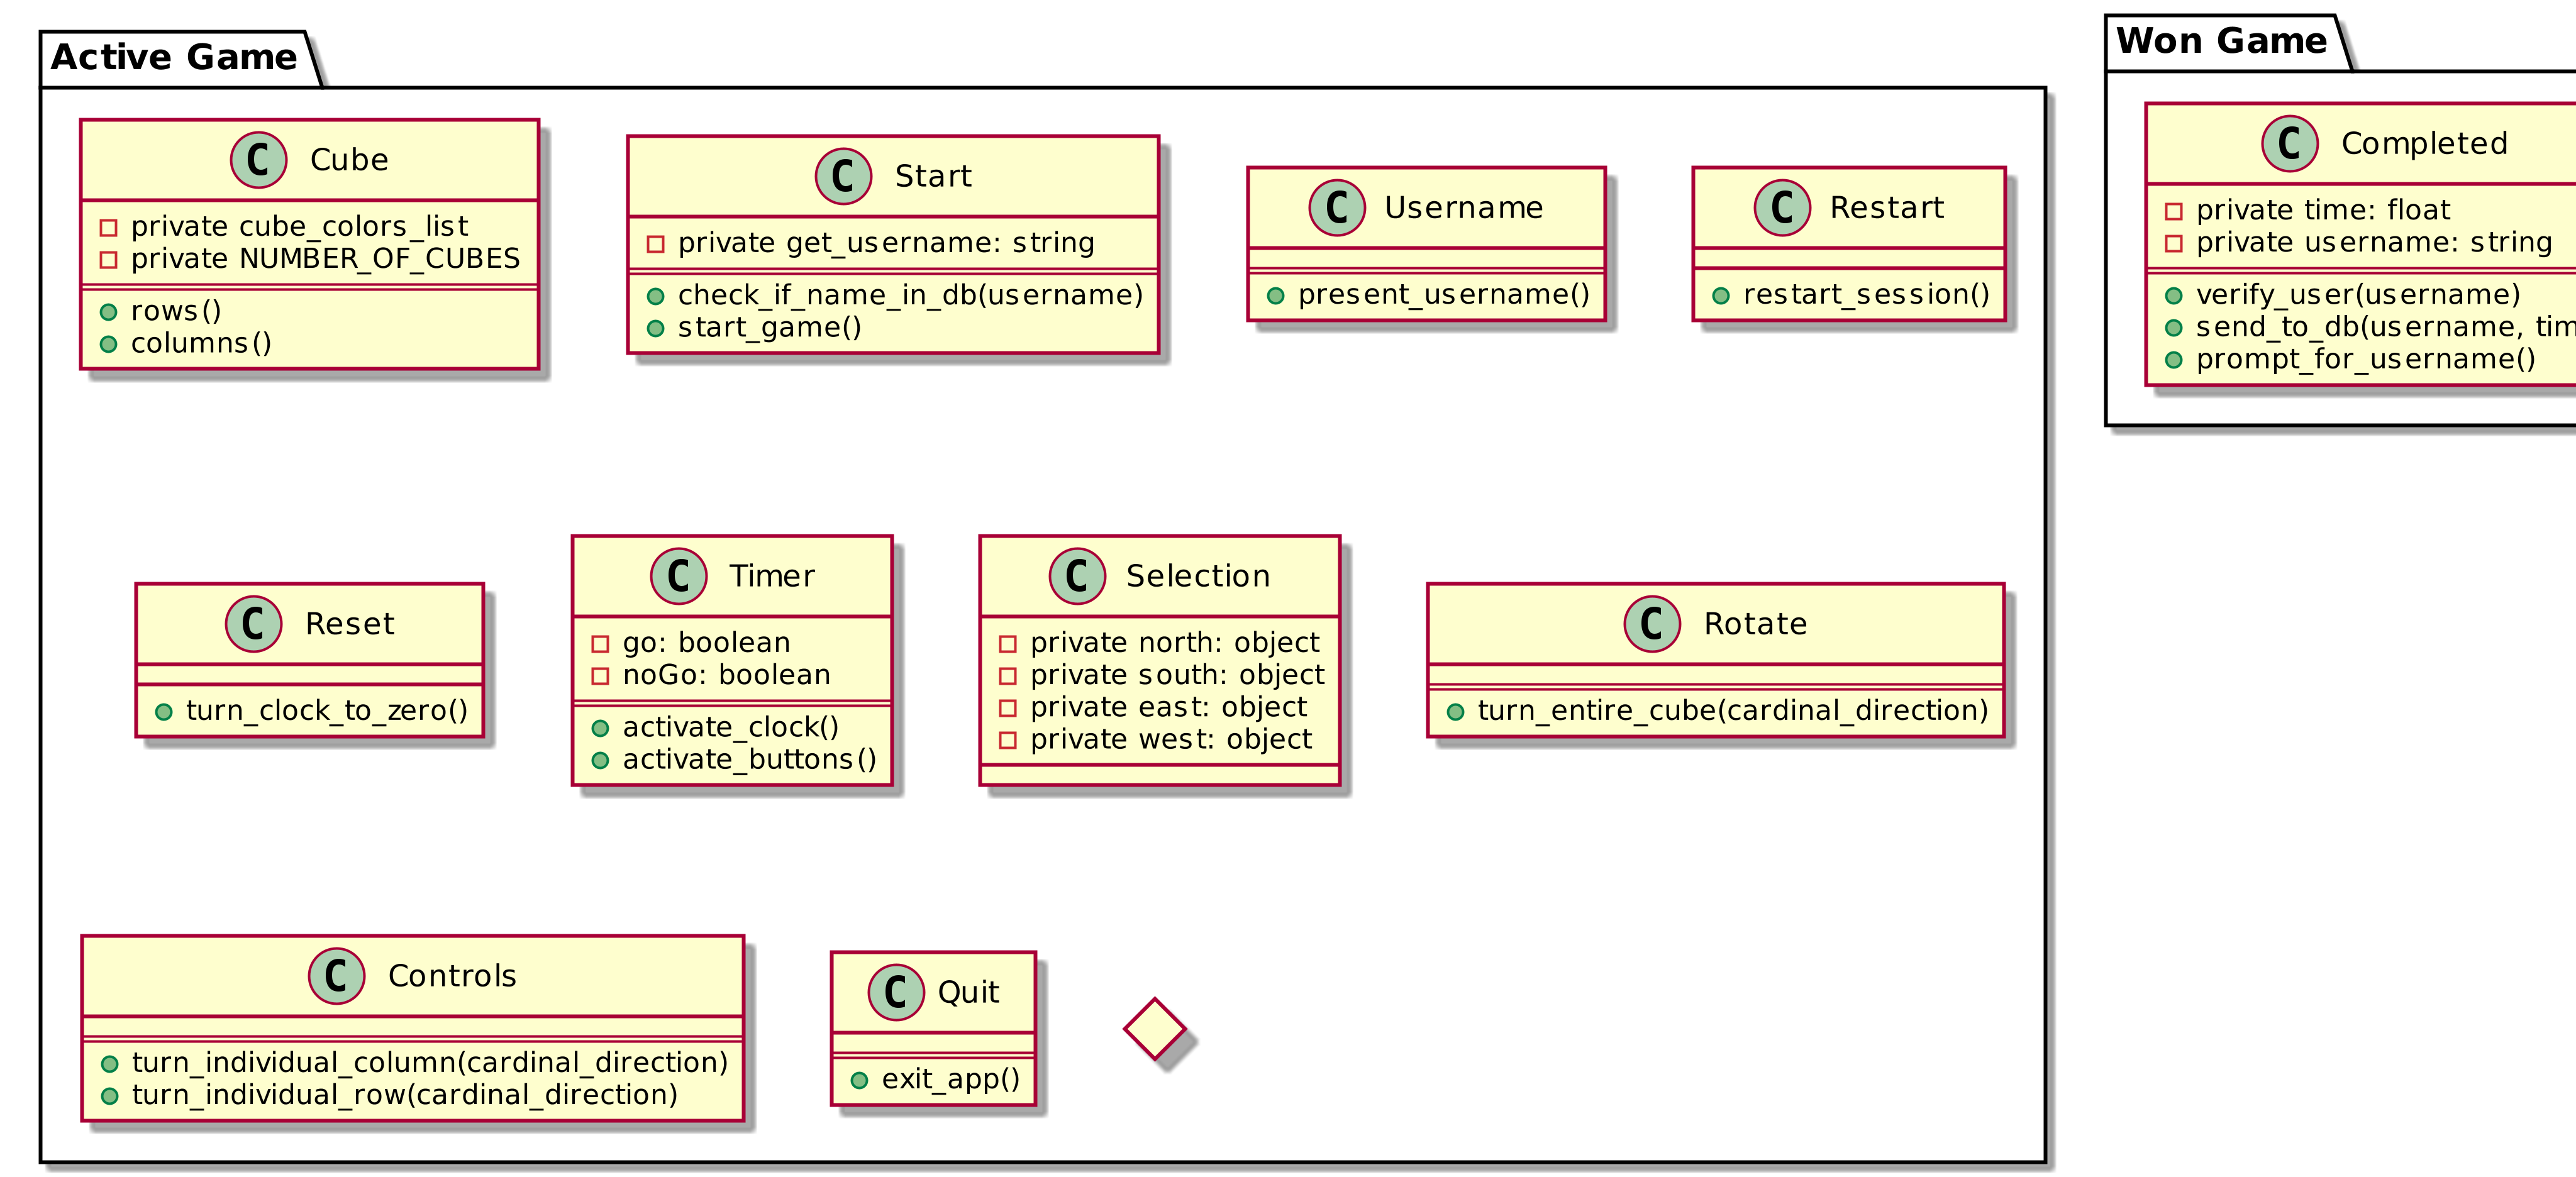 Active Game
C Cube
private cube_colors_list
private NUMBER_OF_CUBES
rows()
columns()
C Start
private get_username: string
check_if_name_in_db(username)
start_game()
C Username
present_username()
C Restart
restart_session()
C Reset
turn_clock_to_zero()
C Timer
go: boolean
noGo: boolean
activate_clock()
activate_buttons()
C Selection
private north: object
private south: object
private east: object
private west: object
C Rotate
turn_entire_cube(cardinal_direction)
C Controls
turn_individual_column(cardinal_direction)
turn_individual_row(cardinal_direction)
C Quit
exit_app()
Won Game
C Completed
private time: float
private username: string
verify_user(username)
send_to_db(username,
prompt_for_username()